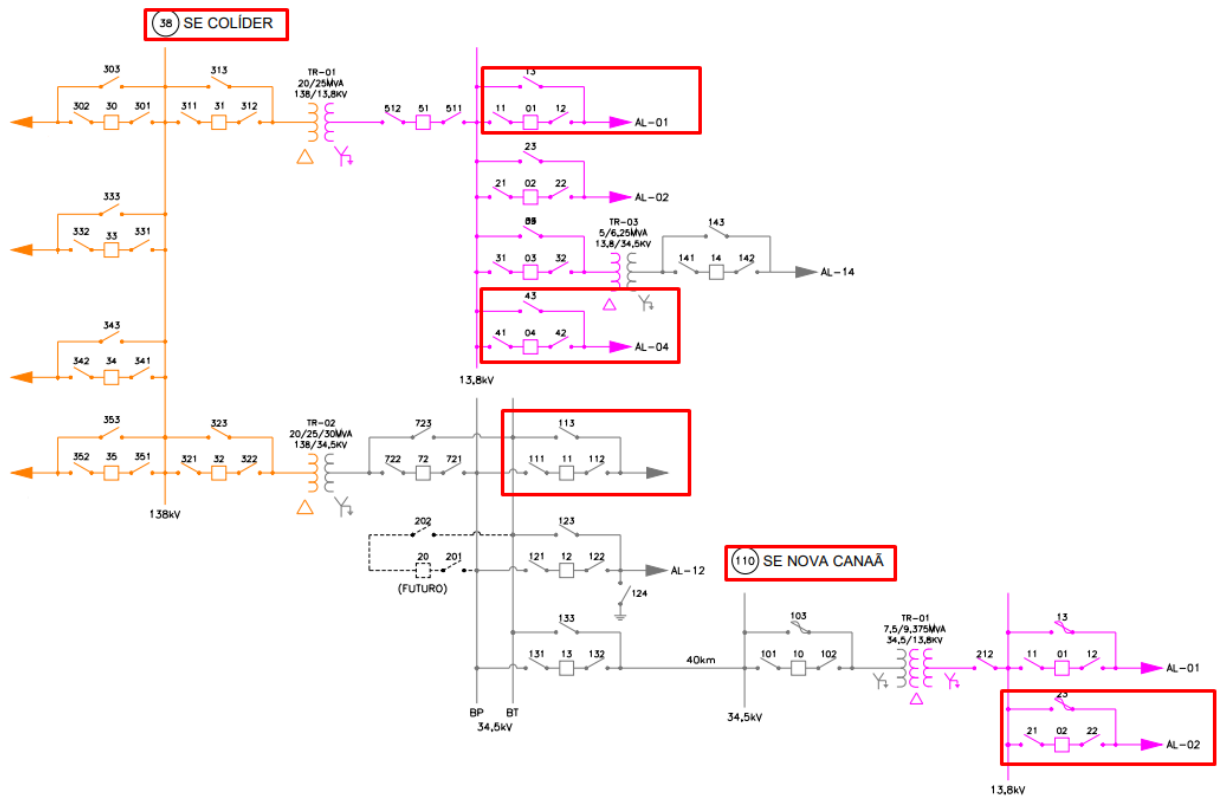 38 SE COLÍDER
303
313
TR-01
20/25MVA
138/13,8KV
302 30 301
311 31 312
512 51 511
13
11 01 12
AL-01
23
21 02 22
AL-02
333
332 33 331
TR-03
5/6,25MVA
13,8/34,5KV
31 03 32
143
141 14 142
AL-14
43
41 04 42
AL-04
13,8kV
343
342 34 341
353
323
TR-02
20/25/30MVA
138/34,5KV
352 35 351
321 32 322
138kV
723
722 72 721
113
111 11 112
202
20 201
(FUTURO)
123
121 12 122
AL-12
124
133
131 13 132
40km
BP BT
34,5kV
110 SE NOVA CANAÃ
103
101 10 102
34,5kV
TR-01
7,5/9,375MVA
34,5/13,8KV
212
13
11 01 12
AL-01
23
21 02 22
AL-02
13,8kV